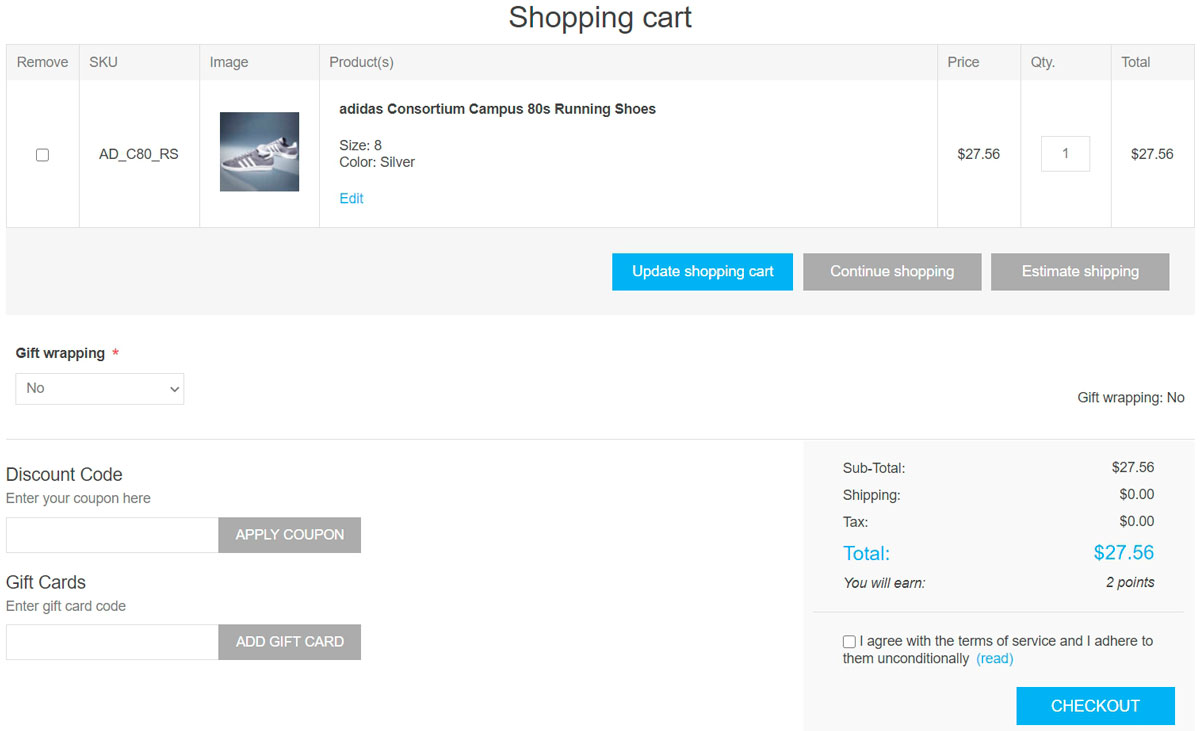 Shopping cart
Remove SKU Image Product(s) Price Qty. Total
adidas Consortium Campus 80s Running Shoes
Size: 8
AD_C80_RS $27.56 1 $27.56
Color: Silver
Edit
Update shopping cart Continue shopping Estimate shipping
Gift wrapping *
No
Gift wrapping: No
Discount Code
Enter your coupon here
APPLY COUPON
Gift Cards
Enter gift card code
ADD GIFT CARD
Sub-Total: $27.56
Shipping: $0.00
Tax: $0.00
Total: $27.56
You will earn: 2 points
I agree with the terms of service and I adhere to
them unconditionally (read)
CHECKOUT